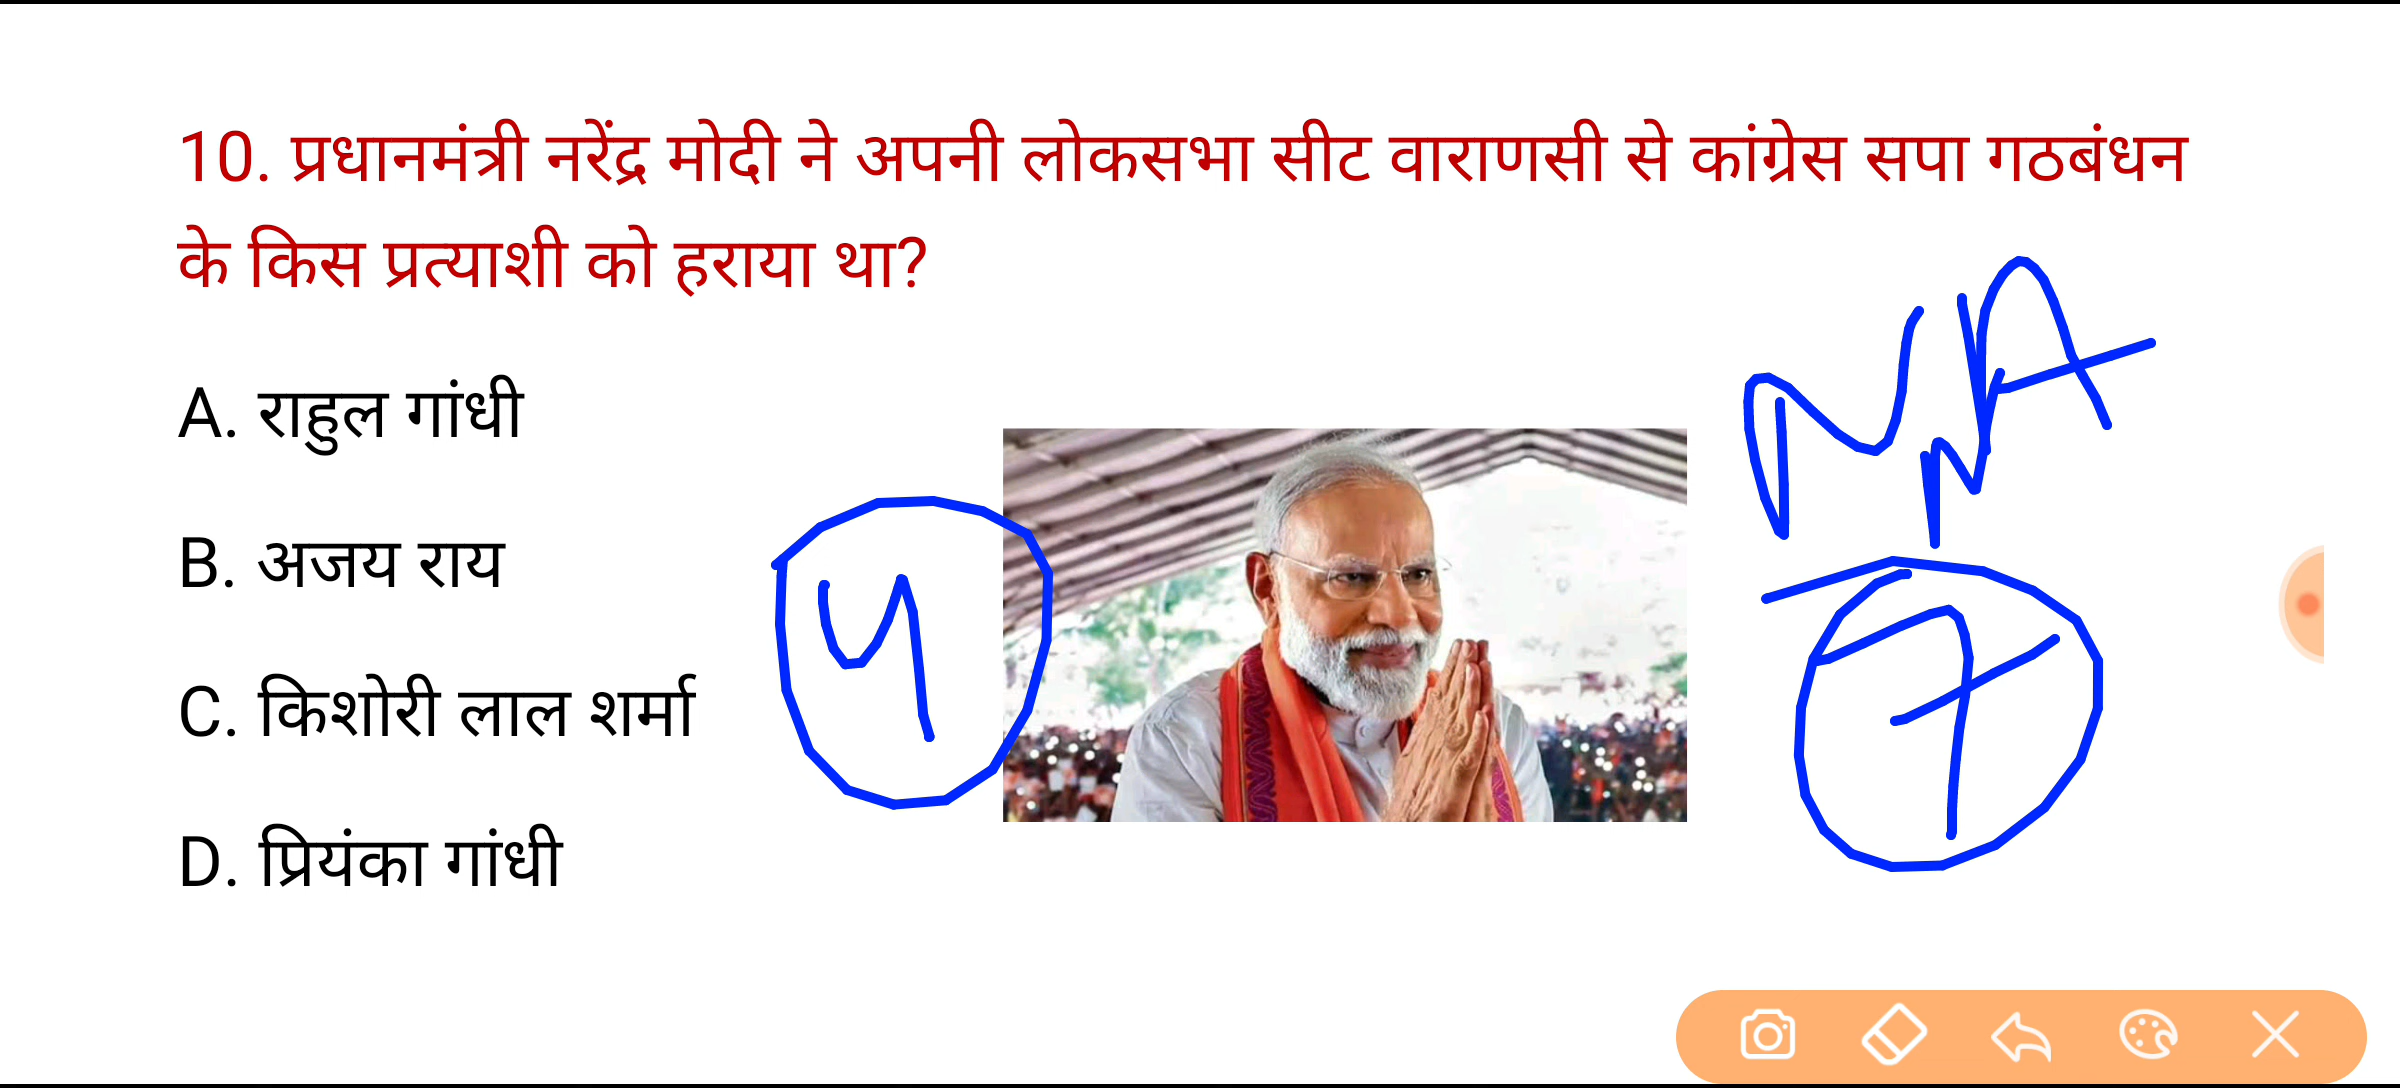 10. प्रधानमंत्री नरेंद्र मोदी ने अपनी लोकसभा सीट वाराणसी से कांग्रेस सपा गठबंधन
के किस प्रत्याशी को हराया था?
A. राहुल गांधी
B. अजय राय
C. किशोरी लाल शर्मा
D. प्रियंका गांधी